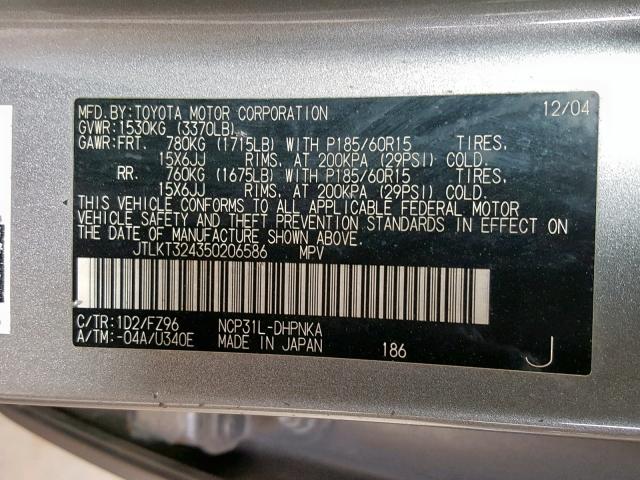 MFD.BY:TOYOTA MOTOR CORPORATION 12/04
GVWR:1530KG (3370LB)
GAWR:FRT. 780KG (1715LB) WITH P185/60R15 TIRES,
15X6JJ RIMS, AT 200KPA (29PSI) COLD.
RR. 760KG (1675LB) WITH P185/60R15 TIRES,
15X6JJ RIMS, AT 200KPA (29PSI) COLD.
THIS VEHICLE CONFORMS TO ALL APPLICABLE FEDERAL MOTOR
VEHICLE SAFETY AND THEFT PREVENTION STANDARDS IN EFFECT ON
THE DATE OF MANUFACTURE SHOWN ABOVE.
JTLKT324350206586 MPV
C/TR:1D2/FZ96 NCP31L-DHPNKA
A/TM:-04A/U340E MADE IN JAPAN 186 J